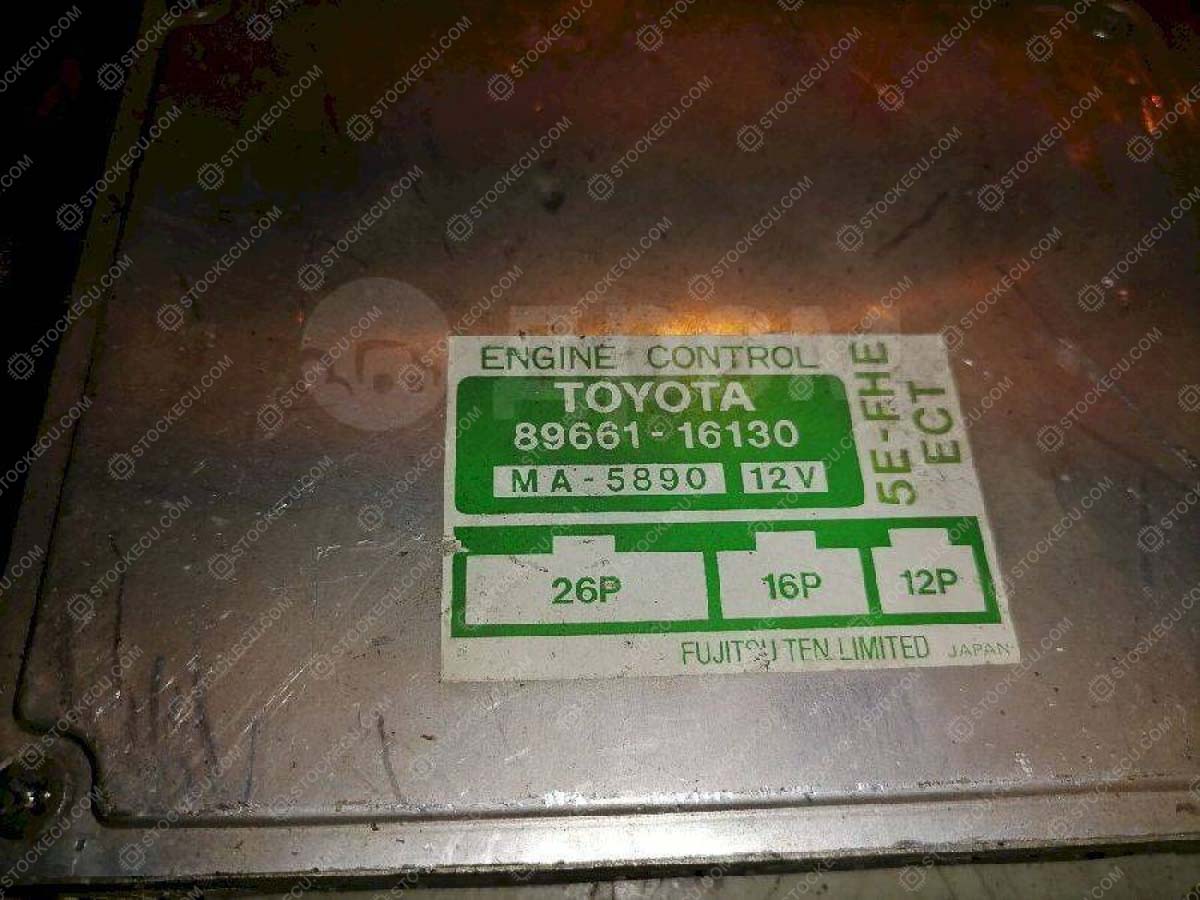 ENGINE CONTROL
TOYOTA
89661-16130
MA-5890 12V
5E-FHE
ECT
26P 16P 12P
FUJITSU TEN LIMITED JAPAN
STOCKECU.COM